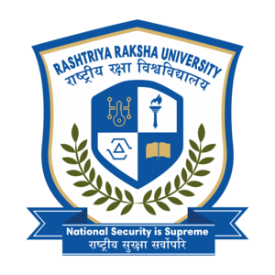 RASHTRIYA RAKSHA UNIVERSITY
राष्ट्रीय रक्षा विश्वविद्यालय
National Security is Supreme
राष्ट्रीय सुरक्षा सर्वोपरि